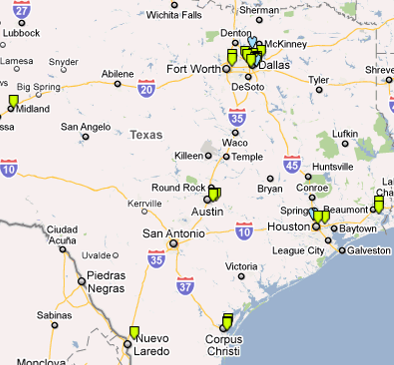 27
Wichita Falls
Sherman
Lubbock
Denton
McKinney
Lamesa
Snyder
Abilene
Fort Worth
Dallas
Big Spring
20
DeSoto
Tyler
Midland
35
San Angelo
Texas
Waco
Lufkin
Killeen
Temple
45
Huntsville
10
Round Rock
Bryan
Conroe
Kerrville
Austin
Spring
Beaumont
Houston
Baytown
Ciudad
Acuña
San Antonio
10
League City
Galveston
Uvalde
35
Victoria
Piedras
Negras
37
Sabinas
Nuevo
Laredo
Corpus
Christi